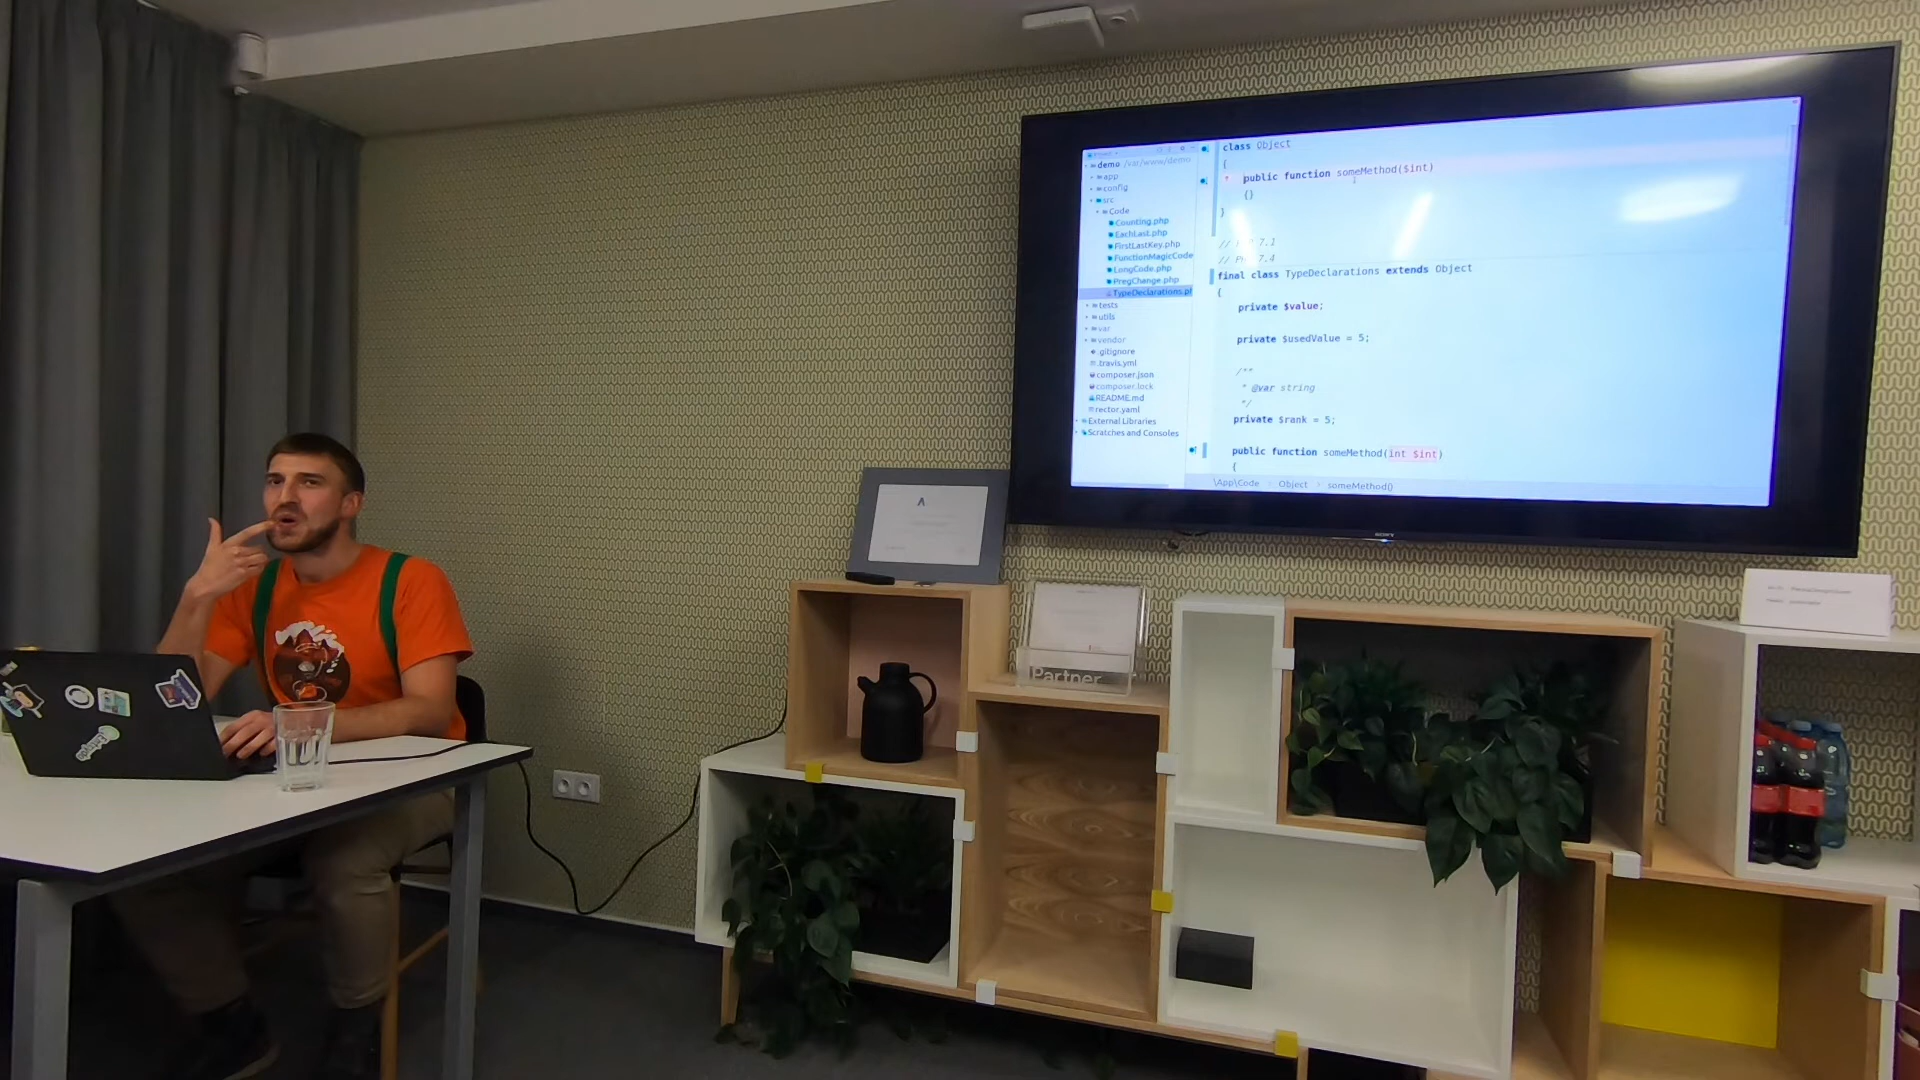 demo /var/www/demo
app
config
src
Code
Counting.php
EachLast.php
FirstLastKey.php
FunctionMagicCode
LongCode.php
PregChange.php
TypeDeclarations.ph
tests
utils
var
vendor
.gitignore
.travis.yml
composer.json
composer.lock
README.md
rector.yaml
External Libraries
Scratches and Consoles
class Object
{
public function someMethod($int)
{}
}
// 7.1
// 7.4
final class TypeDeclarations extends Object
{
private $value;
private $usedValue = 5;
/**
* @var string
*/
private $rank = 5;
public function someMethod(int $int)
{
\App\Code › Object › someMethod()
SONY
Partner